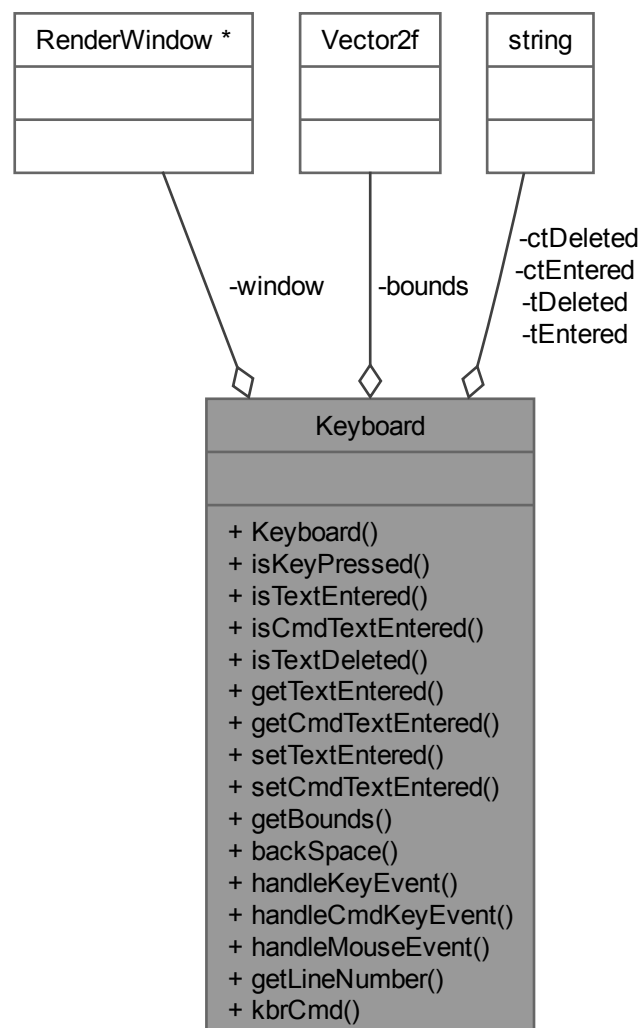 RenderWindow *
Vector2f
string
-ctDeleted
-ctEntered
-tDeleted
-tEntered
-window
-bounds
Keyboard
+ Keyboard()
+ isKeyPressed()
+ isTextEntered()
+ isCmdTextEntered()
+ isTextDeleted()
+ getTextEntered()
+ getCmdTextEntered()
+ setTextEntered()
+ setCmdTextEntered()
+ getBounds()
+ backSpace()
+ handleKeyEvent()
+ handleCmdKeyEvent()
+ handleMouseEvent()
+ getLineNumber()
+ kbrCmd()